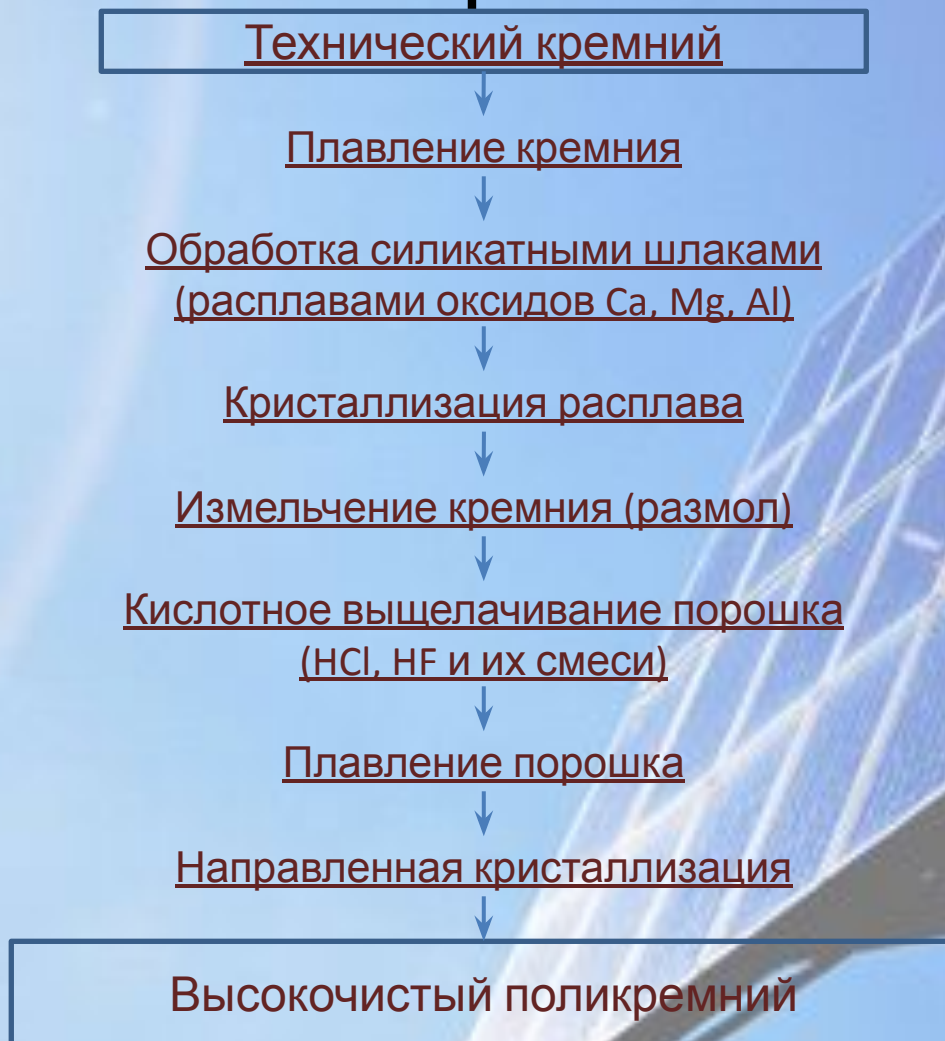 Технический кремний
Плавление кремния
Обработка силикатными шлаками
(расплавами оксидов Ca, Mg, Al)
Кристаллизация расплава
Измельчение кремния (размол)
Кислотное выщелачивание порошка
(HCl, HF и их смеси)
Плавление порошка
Направленная кристаллизация
Высокочистый поликремний